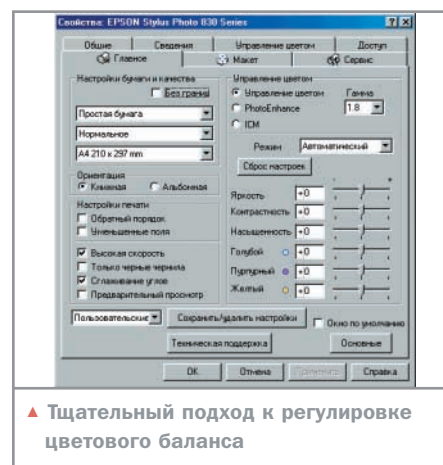 Свойства: EPSON Stylus Photo 830 Series
Общие Сведения Управление цветом Доступ
Главное Макет Сервис
Настройки бумаги и качества
Без границ
Простая бумага
Нормальное
A4 210 x 297 mm
Ориентация
Книжная Альбомная
Настройки печати
Обратный порядок
Уменьшенные поля
Высокая скорость
Только черные чернила
Сглаживание углов
Предварительный просмотр
Управление цветом
Управление цветом Гамма
PhotoEnhance 1.8
ICM
Режим Автоматический
Сброс настроек
Яркость +0
Контрастность +0
Насыщенность +0
Голубой +0
Пурпурный +0
Желтый +0
Пользовательские Сохранить/удалить настройки Окно по умолчанию
Техническая поддержка Основные
OK Отмена Применить Справка
Тщательный подход к регулировке
цветового баланса